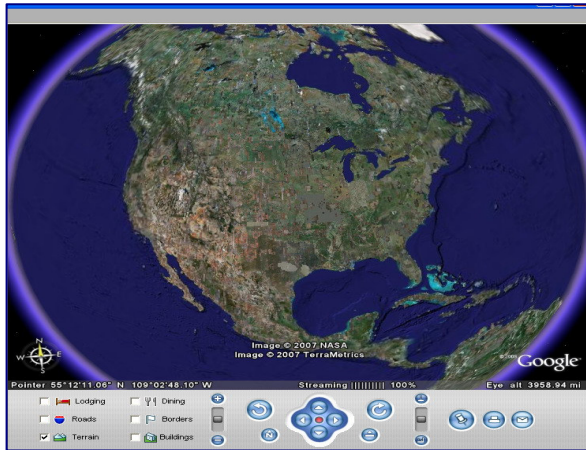 N
W E
S
Image © 2007 NASA
Image © 2007 TerraMetrics
Google
Pointer 55°12'11.06" N 109°02'48.10" W Streaming |||||||||| 100% Eye alt 3958.94 mi
Lodging Dining
Roads Borders
Terrain Buildings
N